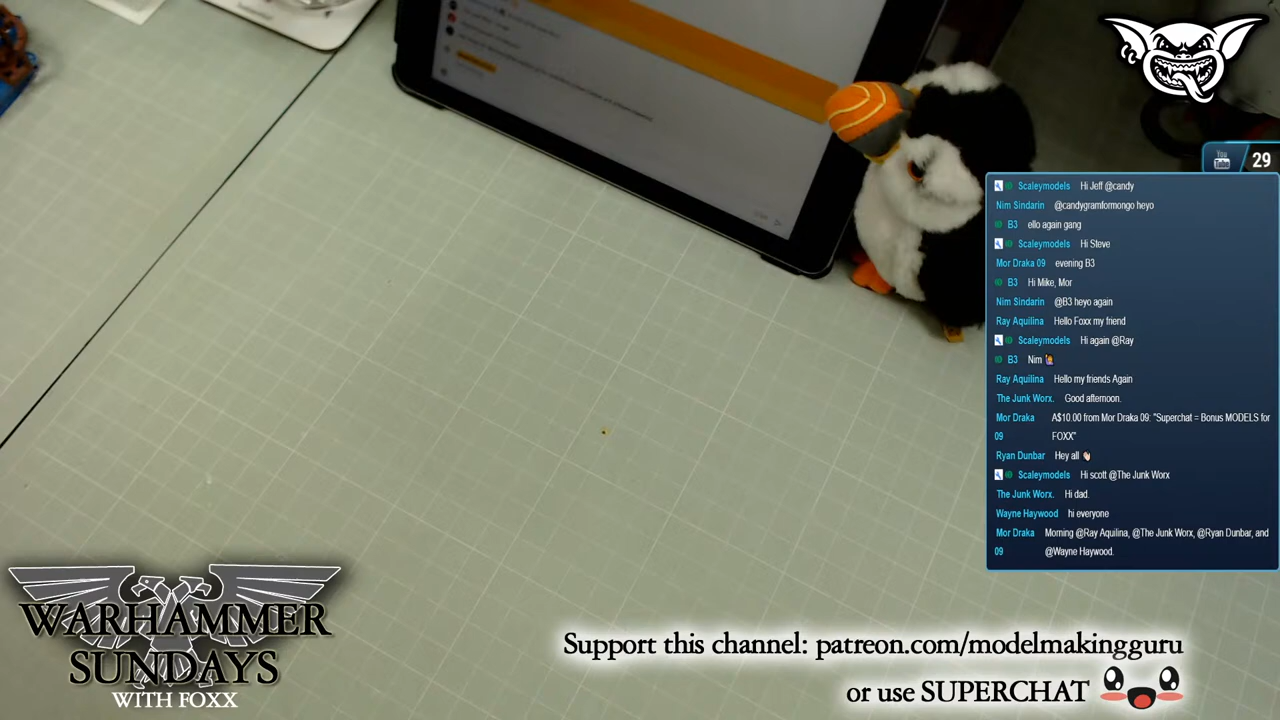 You
Tube
29
Scaleymodels Hi Jeff @candy
Nim Sindarin @candygramformongo heyo
B3 ello again gang
Scaleymodels Hi Steve
Mor Draka 09 evening B3
B3 Hi Mike, Mor
Nim Sindarin @B3 heyo again
Ray Aquilina Hello Foxx my friend
Scaleymodels Hi again @Ray
B3 Nim 🙋
Ray Aquilina Hello my friends Again
The Junk Worx. Good afternoon.
Mor Draka A$10.00 from Mor Draka 09: "Superchat = Bonus MODELS for
09 FOXX"
Ryan Dunbar Hey all 👋🏻
Scaleymodels Hi scott @The Junk Worx
The Junk Worx. Hi dad.
Wayne Haywood hi everyone
Mor Draka Morning @Ray Aquilina, @The Junk Worx, @Ryan Dunbar, and
09 @Wayne Haywood.
WARHAMMER
SUNDAYS
WITH FOXX
Support this channel: patreon.com/modelmakingguru
or use SUPERCHAT